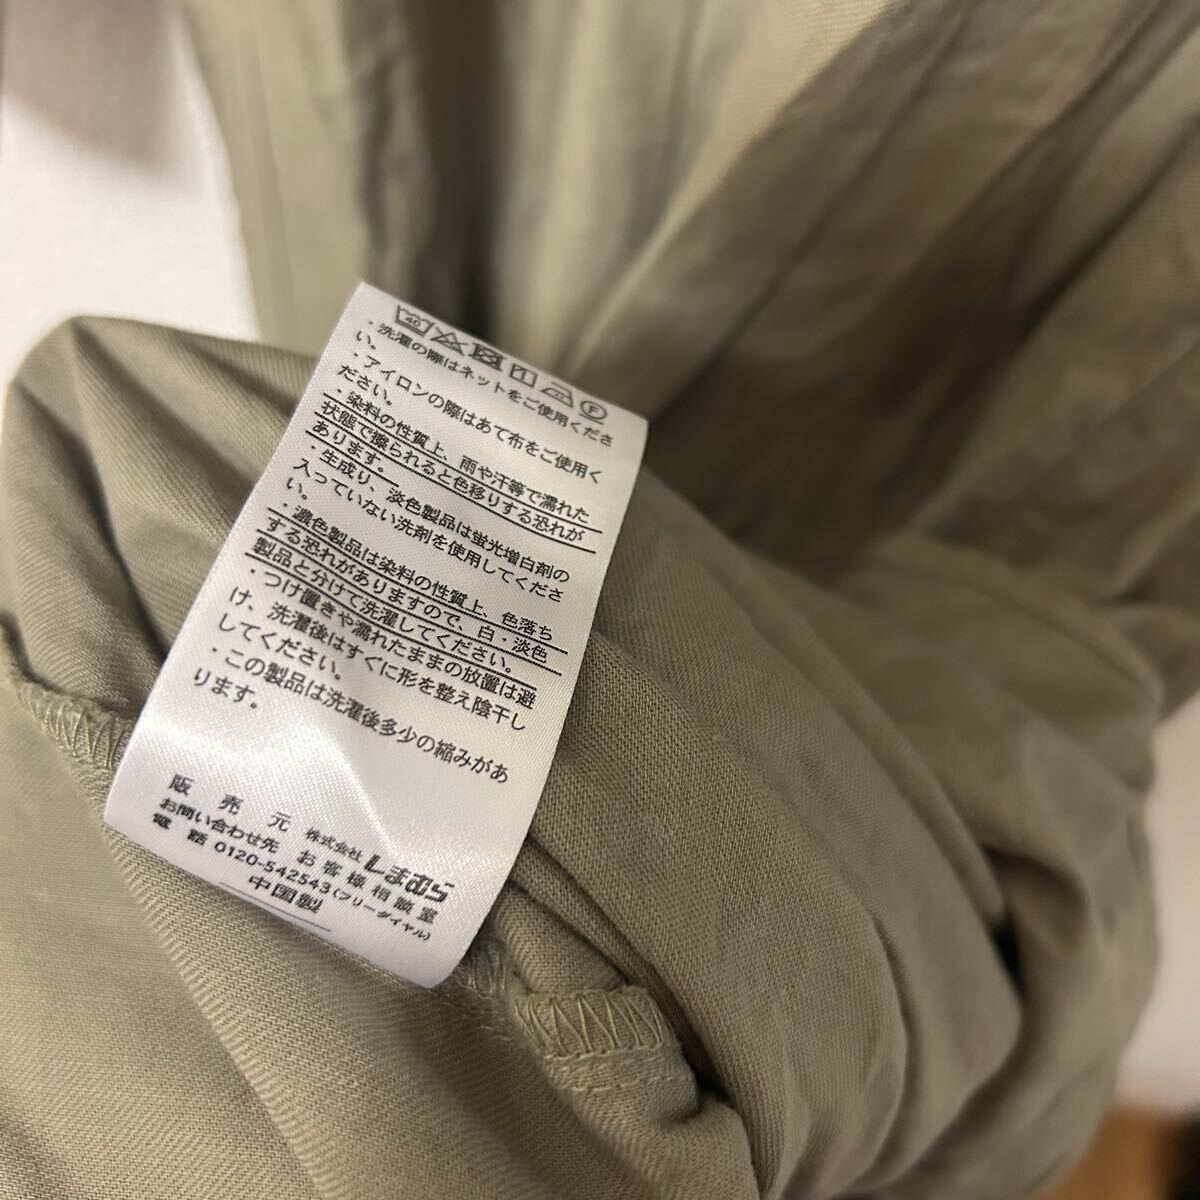 40
・洗濯の際はネットをご使用くださ
い。
・アイロンの際はあて布をご使用く
ださい。
・染料の性質上、雨や汗等で濡れた
状態で擦られると色移りする恐れが
あります。
・生成り、淡色製品は蛍光増白剤の
入っていない洗剤を使用してくださ
い。
・濃色製品は染料の性質上、色落ち
する恐れがありますので、白・淡色
製品と分けて洗濯してください。
・つけ置きや濡れたままの放置は避
け、洗濯後はすぐに形を整え陰干し
してください。
・この製品は洗濯後多少の縮みがあ
ります。
販売元 株式会社 しまむら
お問い合わせ先 お客様相談室
電話 0120-542543(フリーダイヤル)
中国製